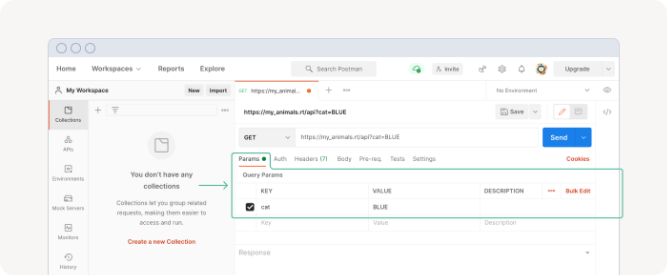 Home Workspaces Reports Explore Search Postman Invite Upgrade
My Workspace New Import GET https://my_animals... No Environment
Collections
APIs
Environments
Mock Servers
Monitors
History
You don't have any
collections
Collections let you group related
requests, making them easier to
access and run.
Create a new Collection
https://my_animals.rt/api?cat=BLUE Save
GET https://my_animals.rt/api?cat=BLUE Send
Params Auth Headers (7) Body Pre-req. Tests Settings Cookies
Query Params
KEY VALUE DESCRIPTION Bulk Edit
cat BLUE
Key Value Description
Response